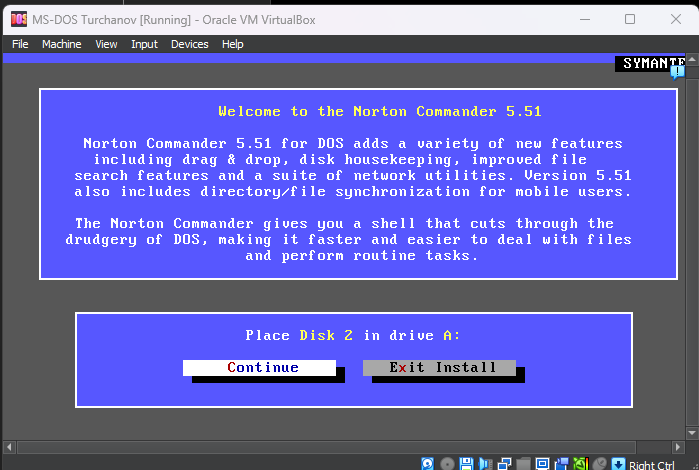 MS-DOS Turchanov [Running] - Oracle VM VirtualBox
File Machine View Input Devices Help
SYMANTE
Welcome to the Norton Commander 5.51
Norton Commander 5.51 for DOS adds a variety of new features
including drag & drop, disk housekeeping, improved file
search features and a suite of network utilities. Version 5.51
also includes directory/file synchronization for mobile users.
The Norton Commander gives you a shell that cuts through the
drudgery of DOS, making it faster and easier to deal with files
and perform routine tasks.
Place Disk 2 in drive A:
Continue Exit Install
Right Ctrl